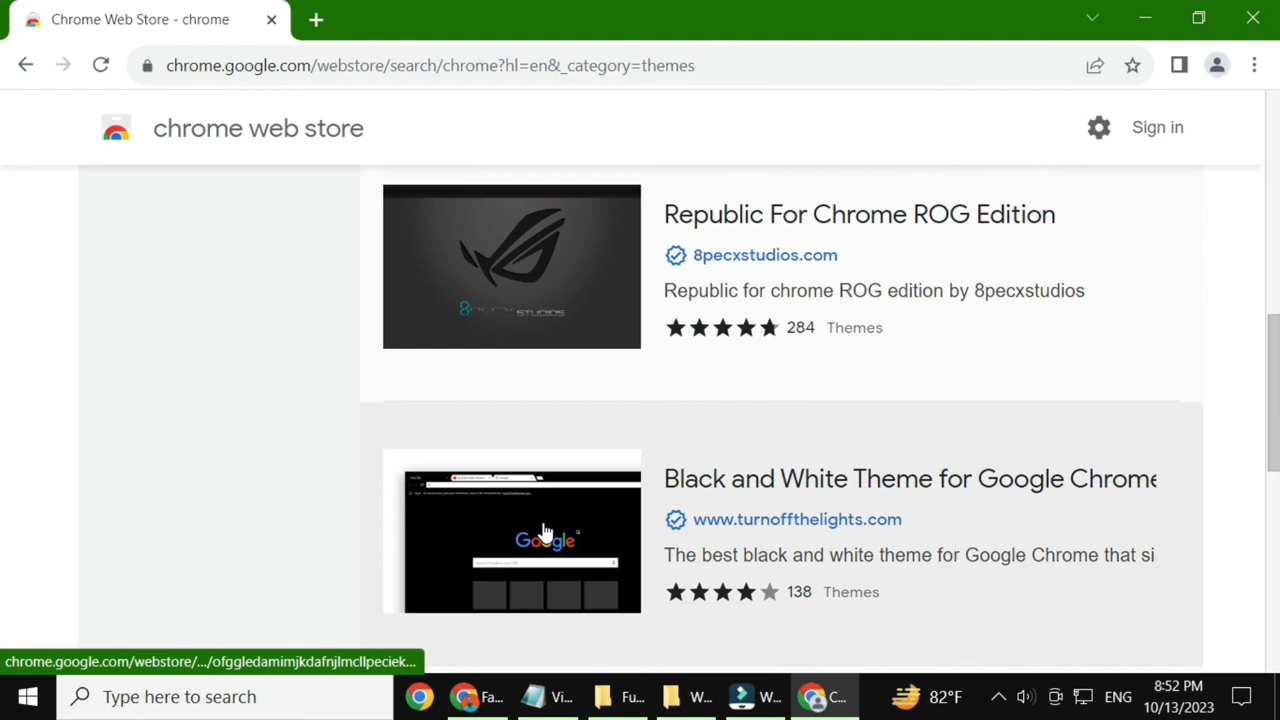 Chrome Web Store - chrome
chrome.google.com/webstore/search/chrome?hl=en&_category=themes
chrome web store
Sign in
8pecxstudios
Republic For Chrome ROG Edition
8pecxstudios.com
Republic for chrome ROG edition by 8pecxstudios
284 Themes
Google
Black and White Theme for Google Chrome
www.turnoffthelights.com
The best black and white theme for Google Chrome that si
138 Themes
chrome.google.com/webstore/.../ofggledamimjkdafnjlmcllpeciek...
Type here to search
Fa...
Vi...
Fu...
W...
W...
C...
82°F
ENG
8:52 PM
10/13/2023